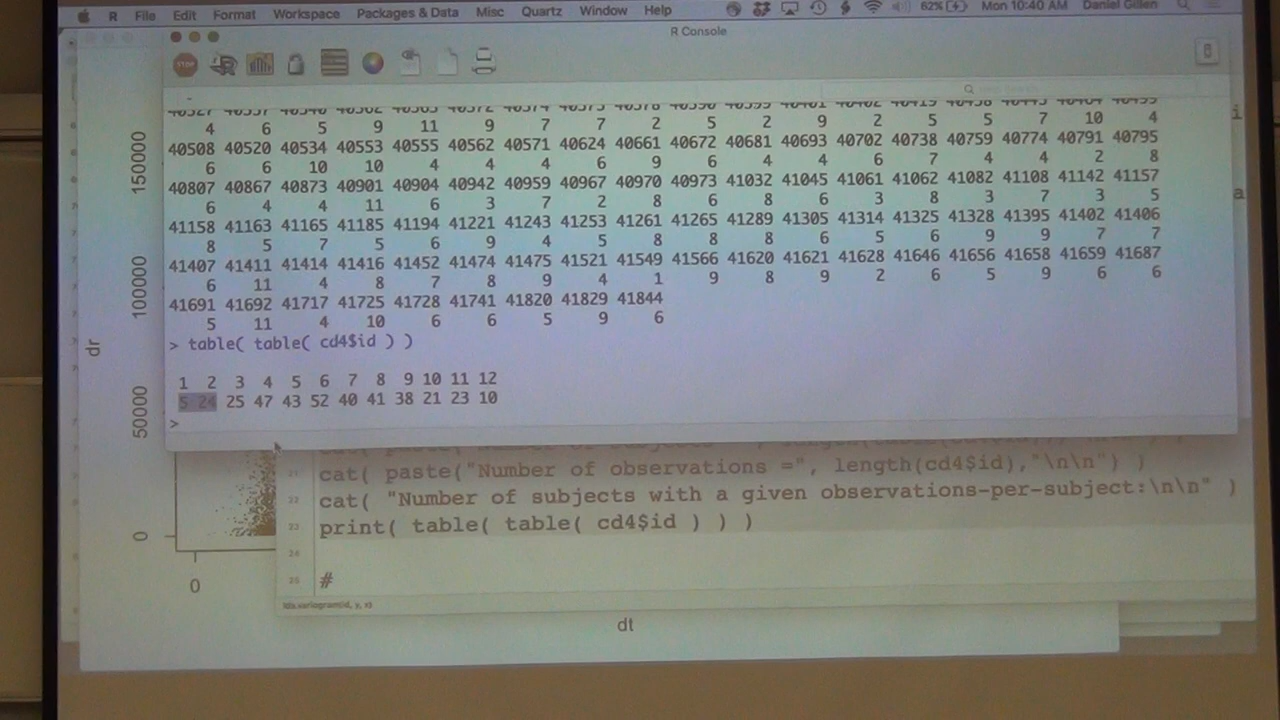 R File Edit Format Workspace Packages & Data Misc Quartz Window Help 62% Mon 10:40 AM Daniel Gillen
R Console
STOP
4 6 5 9 11 9 7 7 2 5 2 9 2 5 5 7 10 4
40508 40520 40534 40553 40555 40562 40571 40624 40661 40672 40681 40693 40702 40738 40759 40774 40791 40795
6 6 10 10 4 4 4 6 9 6 4 4 6 7 4 4 2 8
40807 40867 40873 40901 40904 40942 40959 40967 40970 40973 41032 41045 41061 41062 41082 41108 41142 41157
6 4 4 11 6 3 7 2 8 6 8 6 3 8 3 7 3 5
41158 41163 41165 41185 41194 41221 41243 41253 41261 41265 41289 41305 41314 41325 41328 41395 41402 41406
8 5 7 5 6 9 4 5 8 8 8 6 5 6 9 9 7 7
41407 41411 41414 41416 41452 41474 41475 41521 41549 41566 41620 41621 41628 41646 41656 41658 41659 41687
6 11 4 8 7 8 9 4 1 9 8 9 2 6 5 9 6 6
41691 41692 41717 41725 41728 41741 41820 41829 41844
5 11 4 10 6 6 5 9 6
> table( table( cd4$id ) )
1 2 3 4 5 6 7 8 9 10 11 12
5 24 25 47 43 52 40 41 38 21 23 10
>
150000
100000
50000
0
dr
0
dt
21
cat( paste("Number of observations =", length(cd4$id),"\n\n") )
22
cat( "Number of subjects with a given observations-per-subject:\n\n" )
23
print( table( table( cd4$id ) ) )
24
25
#
lda.variogram(id, y, x)
i
a